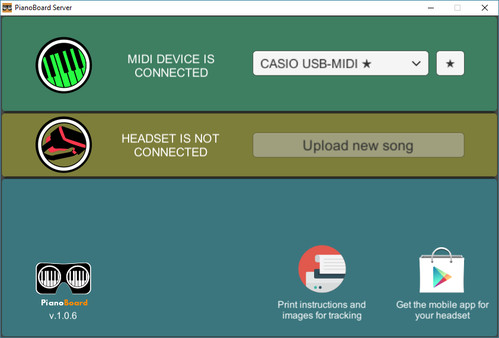 PianoBoard Server
MIDI DEVICE IS
CONNECTED
CASIO USB-MIDI ★
★
HEADSET IS NOT
CONNECTED
Upload new song
PianoBoard
v.1.0.6
Print instructions and
images for tracking
Get the mobile app for
your headset